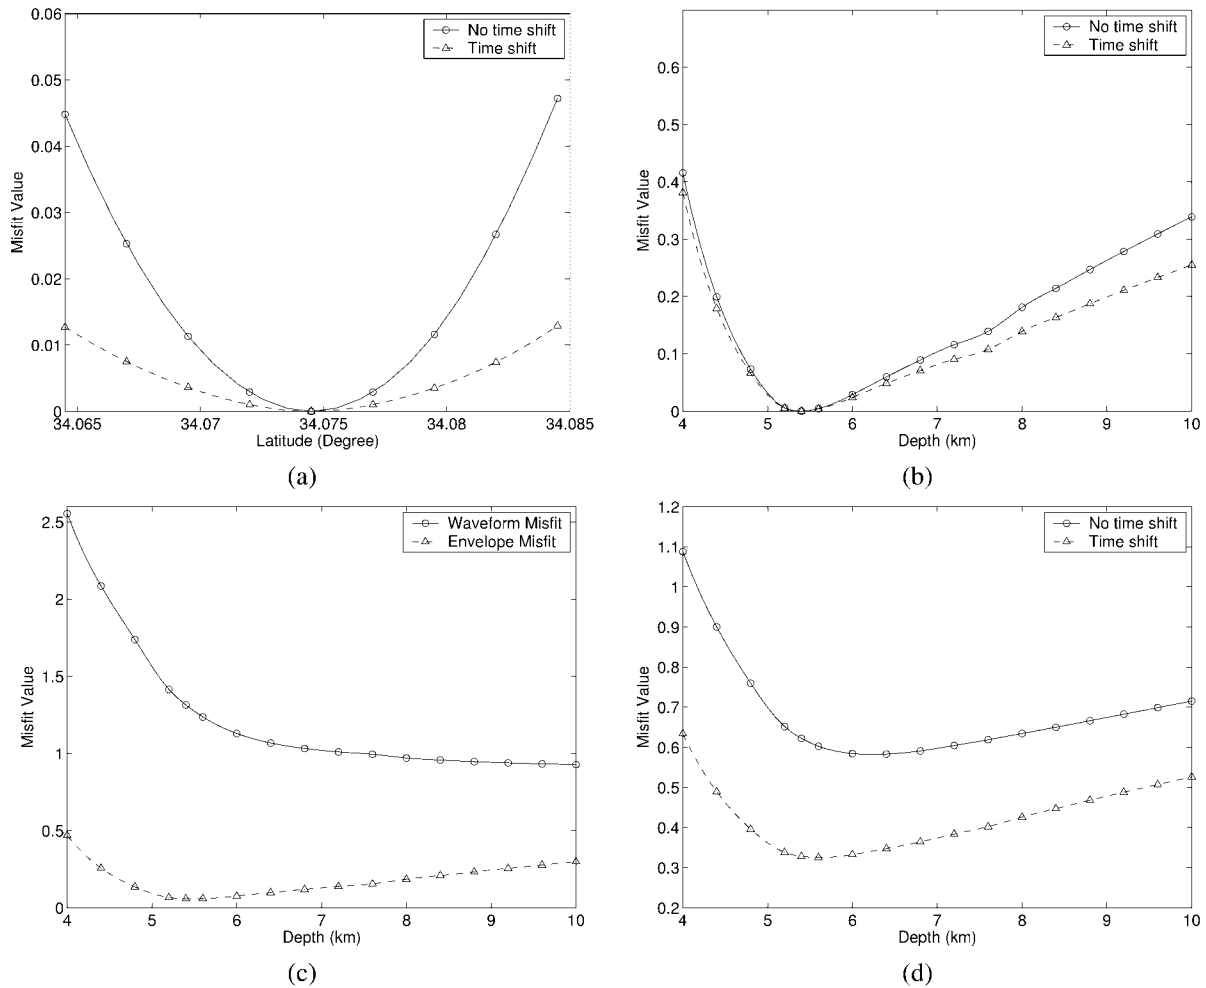 0.06
No time shift
Time shift
0.05
0.04
0.03
0.02
0.01
0
Misfit Value
34.065 34.07 34.075 34.08 34.085
Latitude (Degree)
(a)
No time shift
Time shift
0.6
0.5
0.4
0.3
0.2
0.1
0
Misfit Value
4 5 6 7 8 9 10
Depth (km)
(b)
Waveform Misfit
Envelope Misfit
2.5
2
1.5
1
0.5
0
Misfit Value
4 5 6 7 8 9 10
Depth (km)
(c)
1.2
No time shift
Time shift
1.1
1
0.9
0.8
0.7
0.6
0.5
0.4
0.3
0.2
Misfit Value
4 5 6 7 8 9 10
Depth (km)
(d)